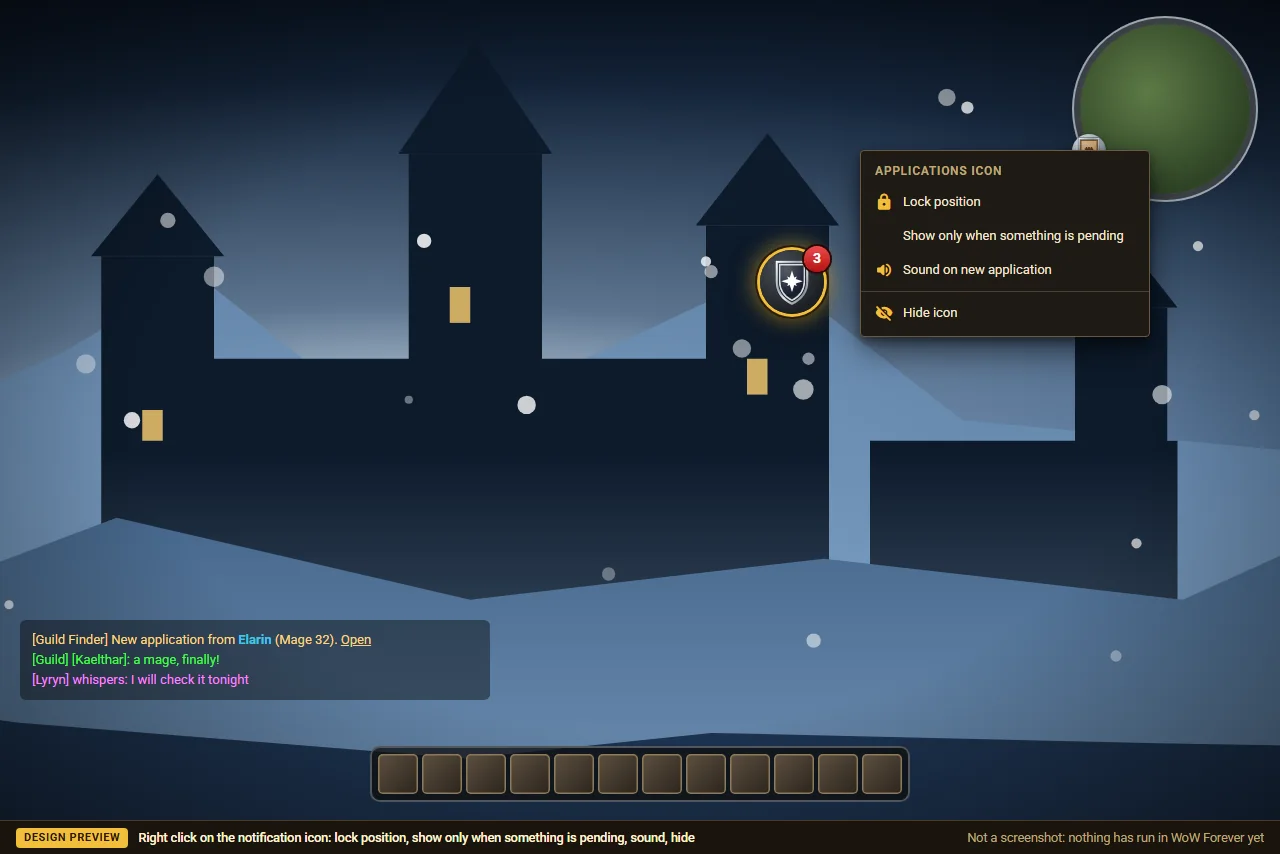 APPLICATIONS ICON
Lock position
Show only when something is pending
Sound on new application
Hide icon
3
[Guild Finder] New application from Elarin (Mage 32). Open
[Guild] [Kaelthar]: a mage, finally!
[Lyryn] whispers: I will check it tonight
DESIGN PREVIEW Right click on the notification icon: lock position, show only when something is pending, sound, hide
Not a screenshot: nothing has run in WoW Forever yet